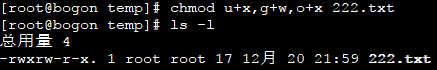 [root@bogon temp]# chmod u+x,g+w,o+x 222.txt
[root@bogon temp]# ls -l
总用量 4
-rwxrw-r-x. 1 root root 17 12月 20 21:59 222.txt